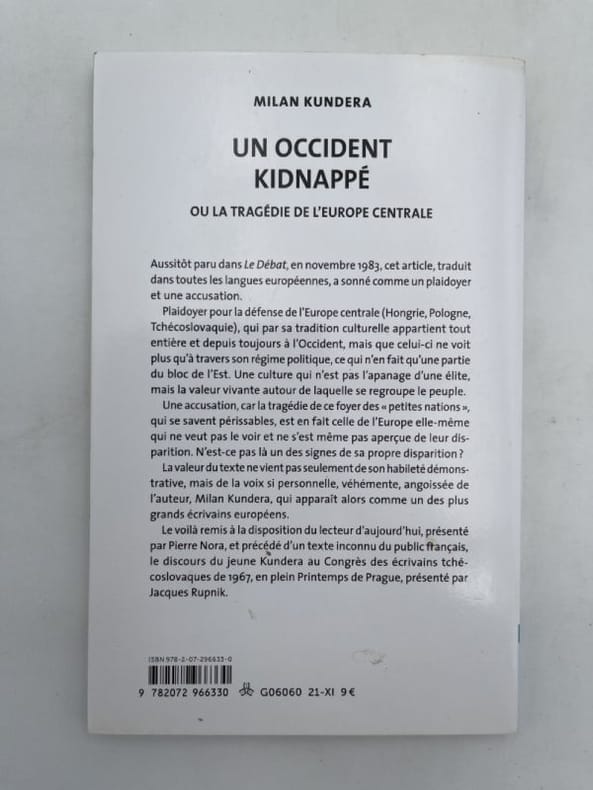 MILAN KUNDERA
UN OCCIDENT
KIDNAPPÉ
OU LA TRAGÉDIE DE L'EUROPE CENTRALE
Aussitôt paru dans Le Débat, en novembre 1983, cet article, traduit
dans toutes les langues européennes, a sonné comme un plaidoyer
et une accusation.
Plaidoyer pour la défense de l'Europe centrale (Hongrie, Pologne,
Tchécoslovaquie), qui par sa tradition culturelle appartient tout
entière et depuis toujours à l'Occident, mais que celui-ci ne voit
plus qu'à travers son régime politique, ce qui n'en fait qu'une partie
du bloc de l'Est. Une culture qui n'est pas l'apanage d'une élite,
mais la valeur vivante autour de laquelle se regroupe le peuple.
Une accusation, car la tragédie de ce foyer des « petites nations »,
qui se savent périssables, est en fait celle de l'Europe elle-même
qui ne veut pas le voir et ne s'est même pas aperçue de leur dis-
parition. N'est-ce pas là un des signes de sa propre disparition ?
La valeur du texte ne vient pas seulement de son habileté démons-
trative, mais de la voix si personnelle, véhémente, angoissée de
l'auteur, Milan Kundera, qui apparaît alors comme un des plus
grands écrivains européens.
Le voilà remis à la disposition du lecteur d'aujourd'hui, présenté
par Pierre Nora, et précédé d'un texte inconnu du public français,
le discours du jeune Kundera au Congrès des écrivains tché-
coslovaques de 1967, en plein Printemps de Prague, présenté par
Jacques Rupnik.
ISBN 978-2-07-296633-0
9 782072 966330 G06060 21-XI 9 €